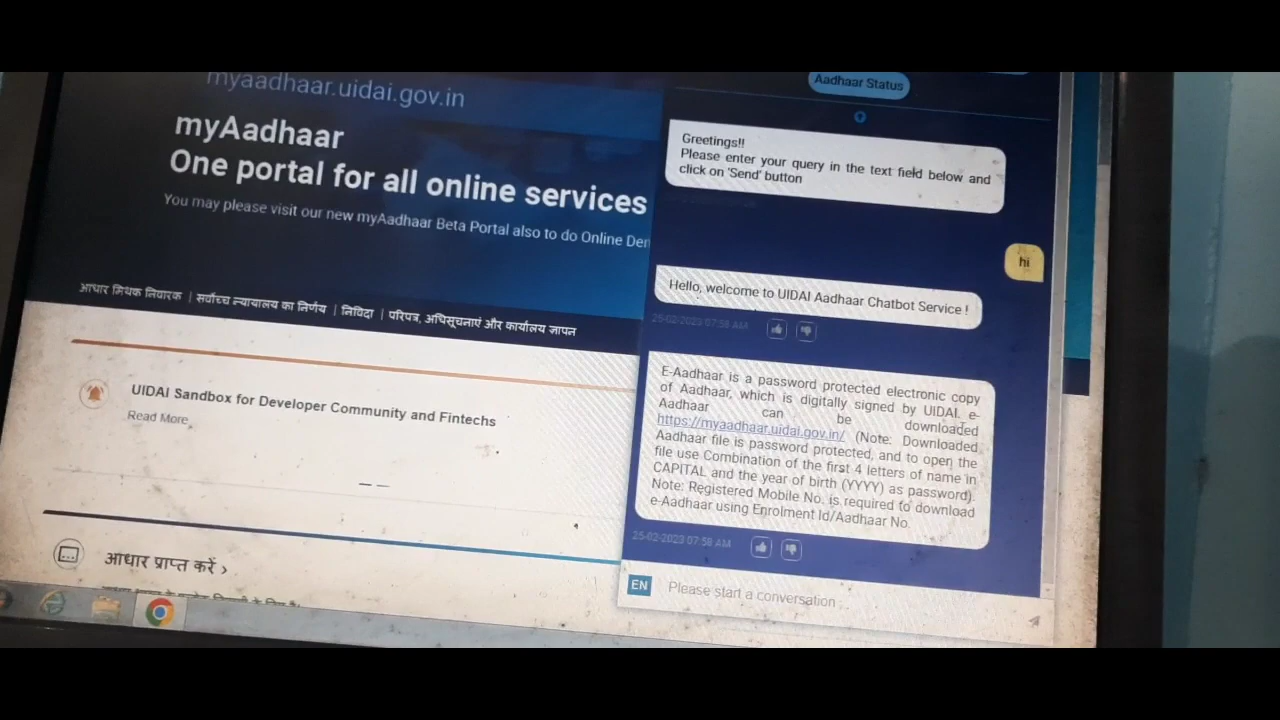 myaadhaar.uidai.gov.in
myAadhaar
One portal for all online services
You may please visit our new myAadhaar Beta Portal also to do Online
आधार मिथक निवारक | सर्वोच्च न्यायालय का निर्णय | निविदा | परिपत्र, अधिसूचनाएं और कार्यालय ज्ञापन
UIDAI Sandbox for Developer Community and Fintechs
Read More
आधार प्राप्त करें ›
Aadhaar Status
Greetings!!
Please enter your query in the text field below and
click on 'Send' button
hi
Hello, welcome to UIDAI Aadhaar Chatbot Service !
25-02-2023 07:58 AM
E-Aadhaar is a password protected electronic copy
of Aadhaar, which is digitally signed by UIDAI. e-
Aadhaar can be downloaded
https://myaadhaar.uidai.gov.in/ (Note: Downloaded
Aadhaar file is password protected, and to open the
file use Combination of the first 4 letters of name in
CAPITAL and the year of birth (YYYY) as password).
Note: Registered Mobile No. is required to download
e-Aadhaar using Enrolment Id/Aadhaar No.
25-02-2023 07:58 AM
EN Please start a conversation